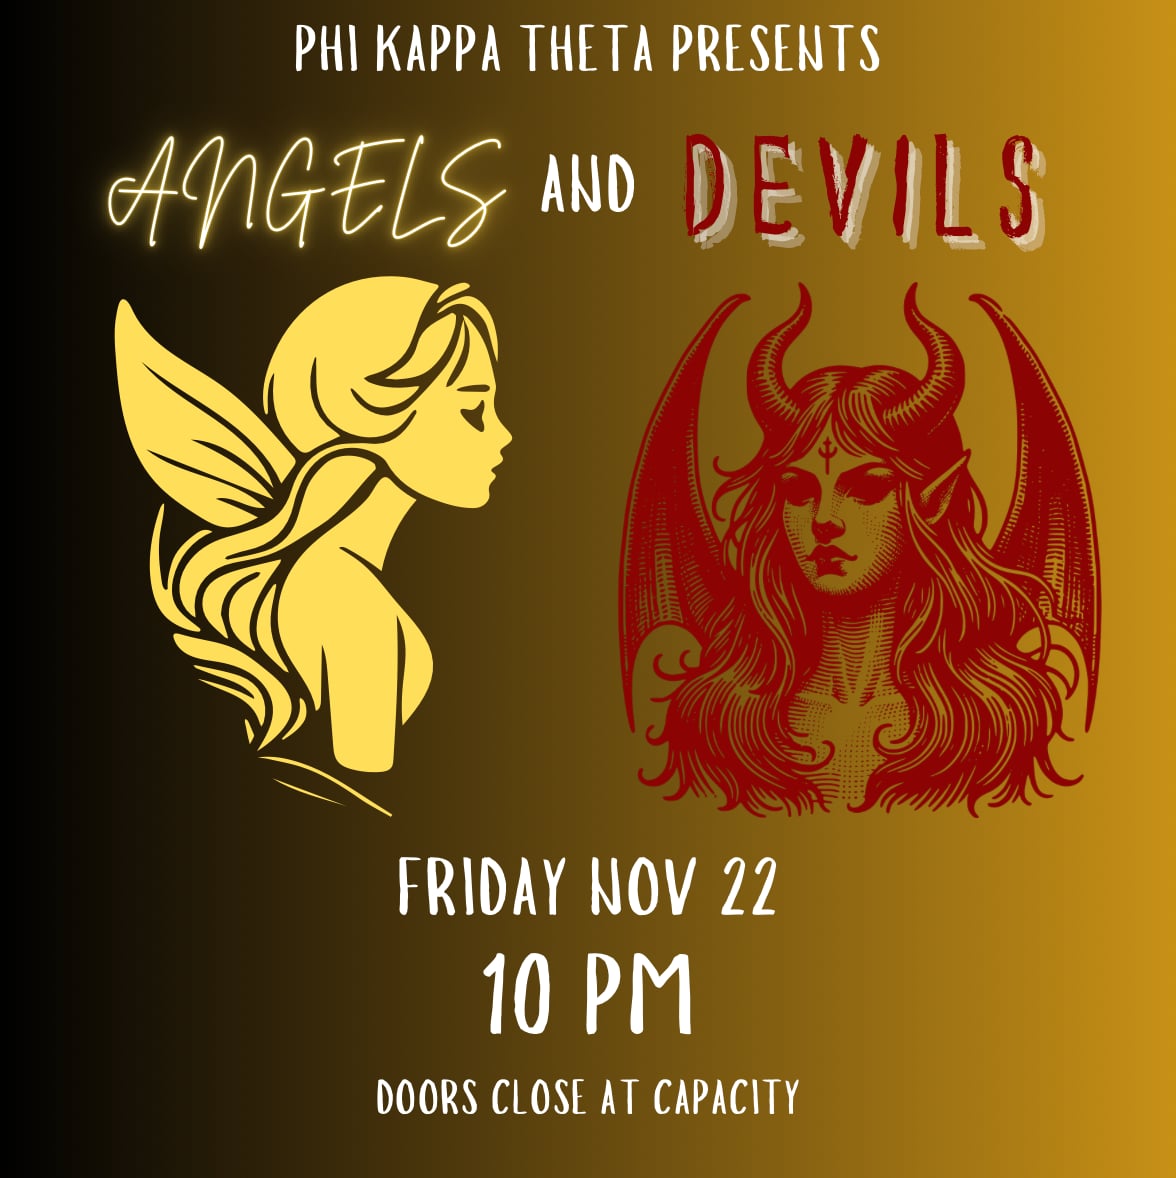 PHI KAPPA THETA PRESENTS
ANGELS AND DEVILS
FRIDAY NOV 22
10 PM
DOORS CLOSE AT CAPACITY